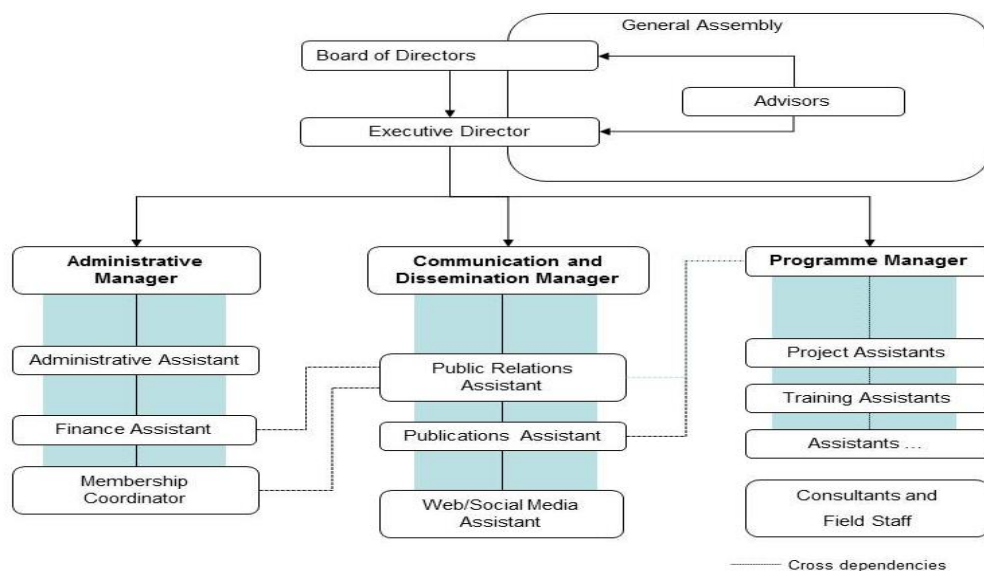 General Assembly
Board of Directors
Advisors
Executive Director
Administrative
Manager
Communication and
Dissemination Manager
Programme Manager
Administrative Assistant
Public Relations
Assistant
Project Assistants
Training Assistants
Finance Assistant
Publications Assistant
Assistants ...
Membership
Coordinator
Web/Social Media
Assistant
Consultants and
Field Staff
Cross dependencies